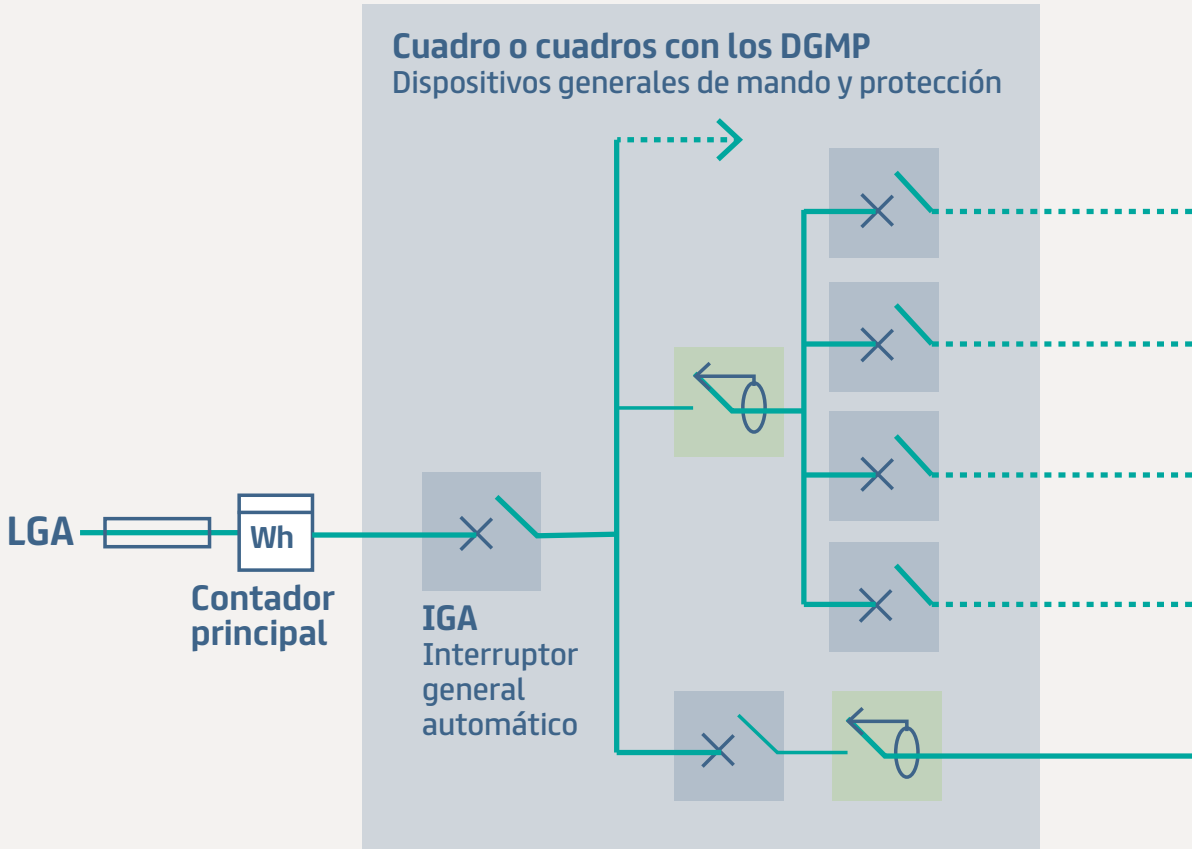 Cuadro o cuadros con los DGMP
Dispositivos generales de mando y protección
LGA
Wh
Contador
principal
IGA
Interruptor
general
automático